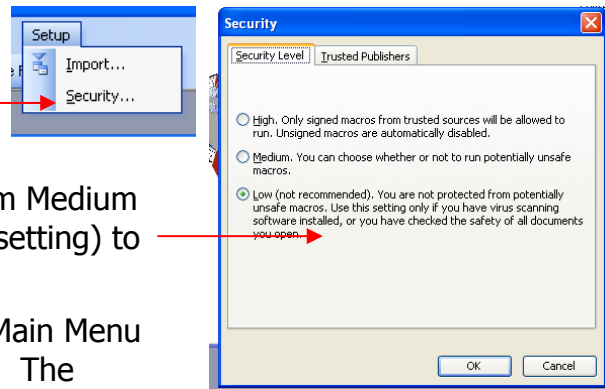 Setup
Import...
Security...
m Medium
setting) to
Main Menu
The
Security
Security Level
Trusted Publishers
High. Only signed macros from trusted sources will be allowed to
run. Unsigned macros are automatically disabled.
Medium. You can choose whether or not to run potentially unsafe
macros.
Low (not recommended). You are not protected from potentially
unsafe macros. Use this setting only if you have virus scanning
software installed, or you have checked the safety of all documents
you open.
OK
Cancel